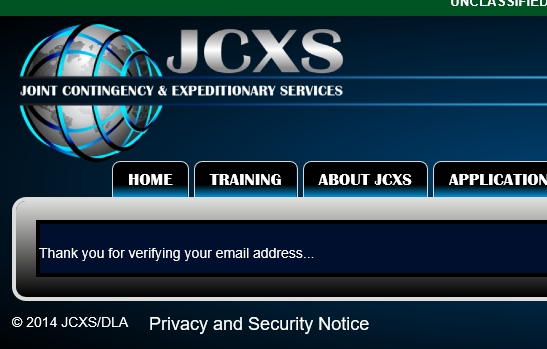 UNCLASSIFIED
JCXS
JOINT CONTINGENCY & EXPEDITIONARY SERVICES
HOME TRAINING ABOUT JCXS APPLICATION
Thank you for verifying your email address...
© 2014 JCXS/DLA Privacy and Security Notice